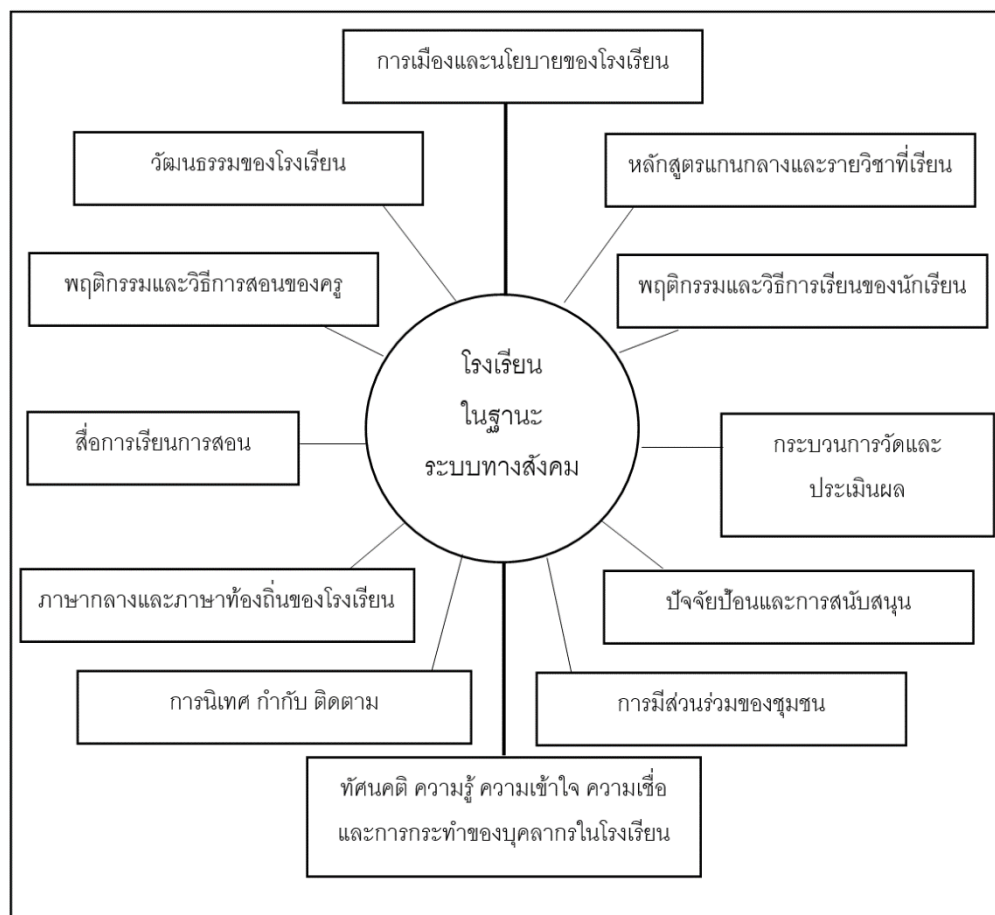 การเมืองและนโยบายของโรงเรียน
วัฒนธรรมของโรงเรียน
หลักสูตรแกนกลางและรายวิชาที่เรียน
พฤติกรรมและวิธีการสอนของครู
พฤติกรรมและวิธีการเรียนของนักเรียน
โรงเรียน
ในฐานะ
ระบบทางสังคม
สื่อการเรียนการสอน
กระบวนการวัดและ
ประเมินผล
ภาษากลางและภาษาท้องถิ่นของโรงเรียน
ปัจจัยป้อนและการสนับสนุน
การนิเทศ กำกับ ติดตาม
การมีส่วนร่วมของชุมชน
ทัศนคติ ความรู้ ความเข้าใจ ความเชื่อ
และการกระทำของบุคลากรในโรงเรียน